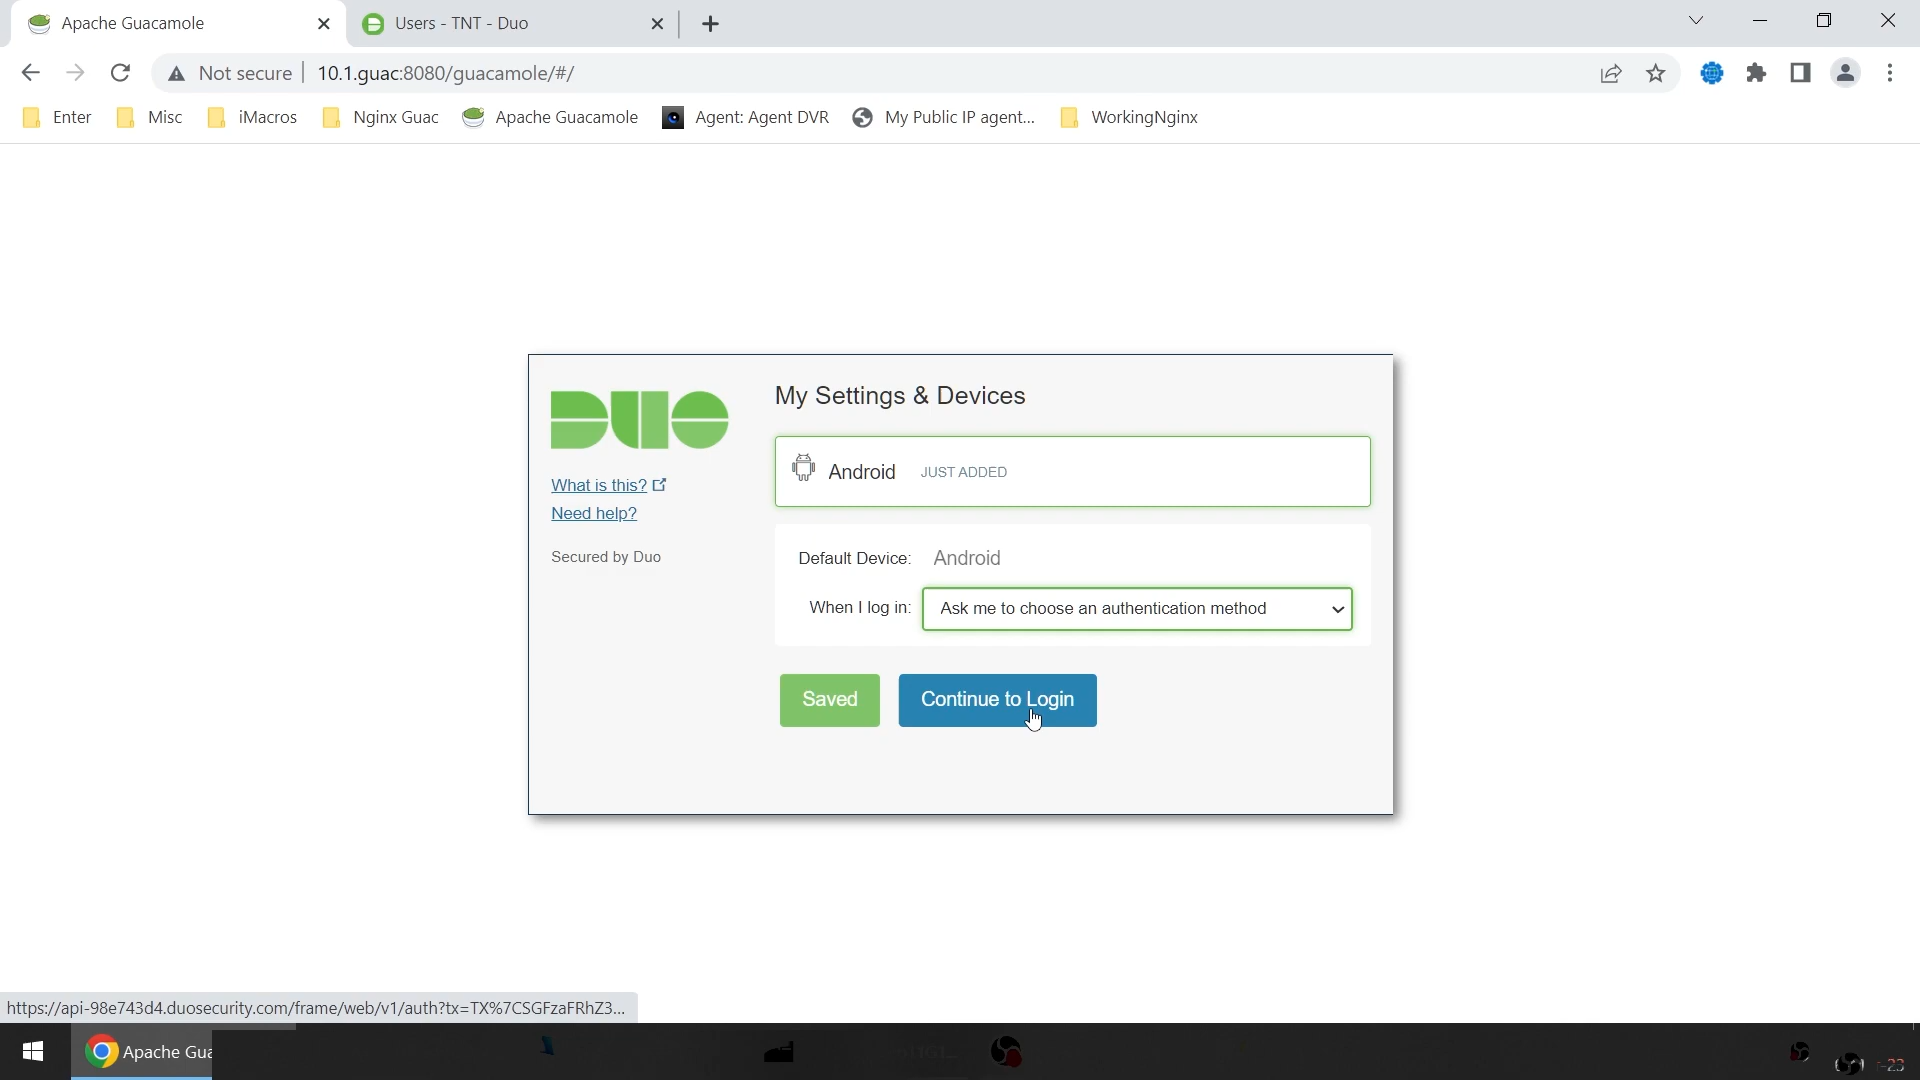 Apache Guacamole
Users - TNT - Duo
Not secure
10.1.guac:8080/guacamole/#/
Enter
Misc
iMacros
Nginx Guac
Apache Guacamole
Agent: Agent DVR
My Public IP agent...
WorkingNginx
DUO
My Settings & Devices
Android JUST ADDED
What is this?
Need help?
Secured by Duo
Default Device: Android
When I log in: Ask me to choose an authentication method
Saved
Continue to Login
https://api-98e743d4.duosecurity.com/frame/web/v1/auth?tx=TX%7CSGFzaFRhZ3...
Apache Gua